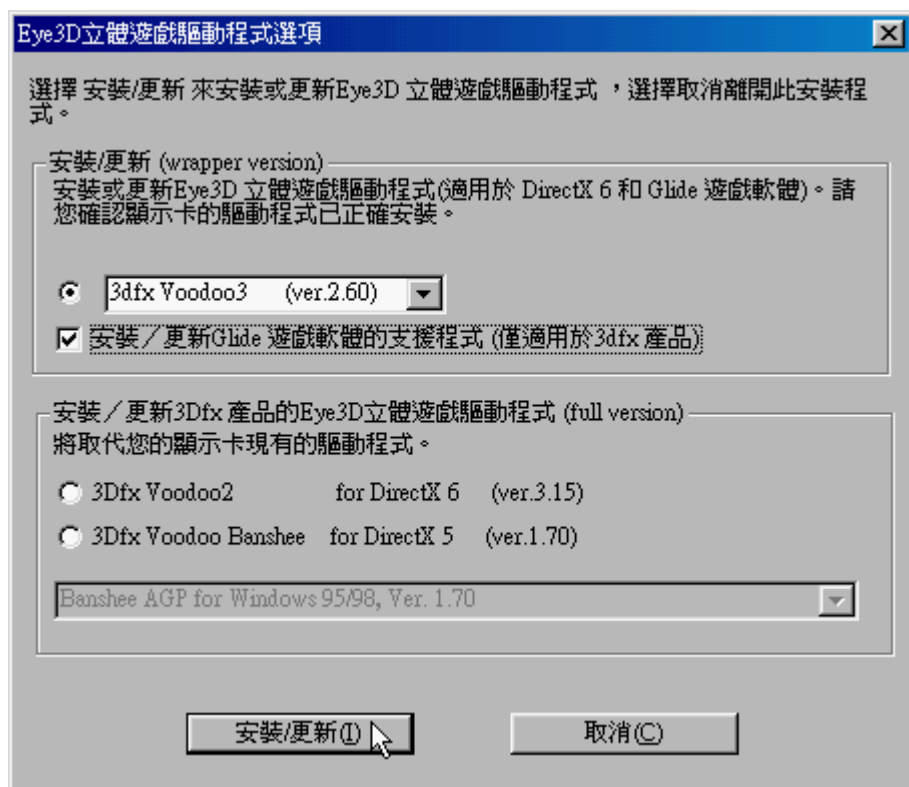 Eye3D立體遊戲驅動程式選項
選擇 安裝/更新 來安裝或更新Eye3D 立體遊戲驅動程式 ，選擇取消離開此安裝程
式。
安裝/更新 (wrapper version)
安裝或更新Eye3D 立體遊戲驅動程式(適用於 DirectX 6 和 Glide 遊戲軟體)。請
您確認顯示卡的驅動程式已正確安裝。
3dfx Voodoo3 (ver.2.60)
安裝／更新Glide 遊戲軟體的支援程式 (僅適用於3dfx 產品)
安裝／更新3Dfx 產品的Eye3D立體遊戲驅動程式 (full version)
將取代您的顯示卡現有的驅動程式。
3Dfx Voodoo2 for DirectX 6 (ver.3.15)
3Dfx Voodoo Banshee for DirectX 5 (ver.1.70)
Banshee AGP for Windows 95/98, Ver. 1.70
安裝/更新(I) 取消(C)